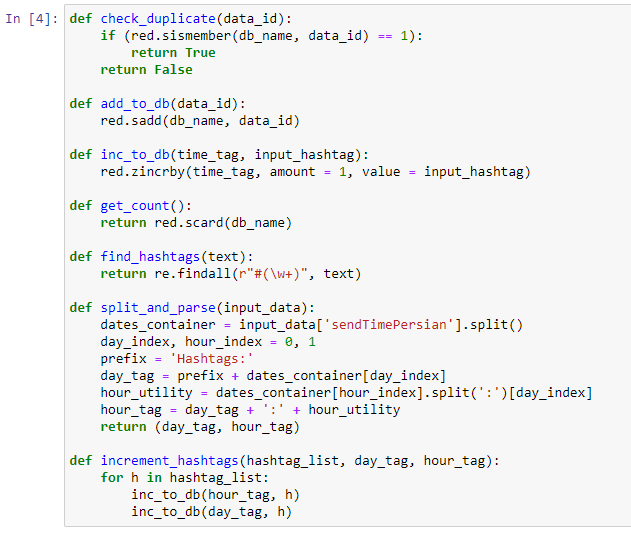 In [4]: def check_duplicate(data_id):
    if (red.sismember(db_name, data_id) == 1):
        return True
    return False

def add_to_db(data_id):
    red.sadd(db_name, data_id)

def inc_to_db(time_tag, input_hashtag):
    red.zincrby(time_tag, amount = 1, value = input_hashtag)

def get_count():
    return red.scard(db_name)

def find_hashtags(text):
    return re.findall(r"#(\w+)", text)

def split_and_parse(input_data):
    dates_container = input_data['sendTimePersian'].split()
    day_index, hour_index = 0, 1
    prefix = 'Hashtags:'
    day_tag = prefix + dates_container[day_index]
    hour_utility = dates_container[hour_index].split(':')[day_index]
    hour_tag = day_tag + ':' + hour_utility
    return (day_tag, hour_tag)

def increment_hashtags(hashtag_list, day_tag, hour_tag):
    for h in hashtag_list:
        inc_to_db(hour_tag, h)
        inc_to_db(day_tag, h)